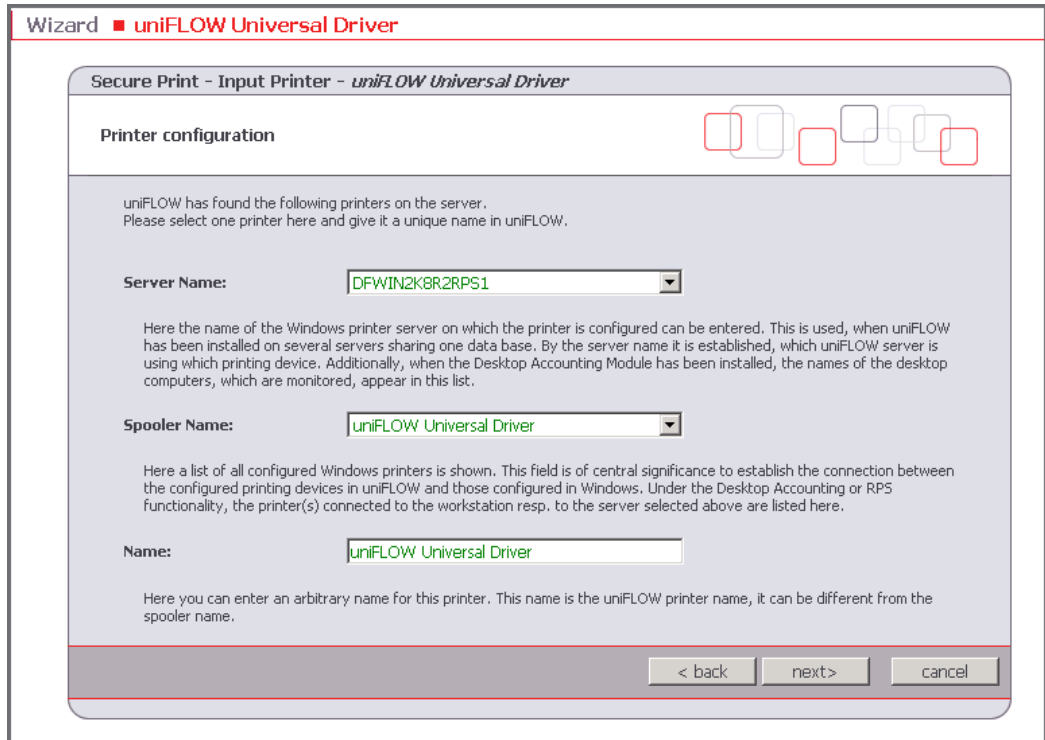 Wizard ■ uniFLOW Universal Driver
Secure Print - Input Printer - uniFLOW Universal Driver
Printer configuration
uniFLOW has found the following printers on the server.
Please select one printer here and give it a unique name in uniFLOW.
Server Name:
DFWIN2K8R2RPS1
Here the name of the Windows printer server on which the printer is configured can be entered. This is used, when uniFLOW
has been installed on several servers sharing one data base. By the server name it is established, which uniFLOW server is
using which printing device. Additionally, when the Desktop Accounting Module has been installed, the names of the desktop
computers, which are monitored, appear in this list.
Spooler Name:
uniFLOW Universal Driver
Here a list of all configured Windows printers is shown. This field is of central significance to establish the connection between
the configured printing devices in uniFLOW and those configured in Windows. Under the Desktop Accounting or RPS
functionality, the printer(s) connected to the workstation resp. to the server selected above are listed here.
Name:
uniFLOW Universal Driver
Here you can enter an arbitrary name for this printer. This name is the uniFLOW printer name, it can be different from the
spooler name.
< back
next>
cancel